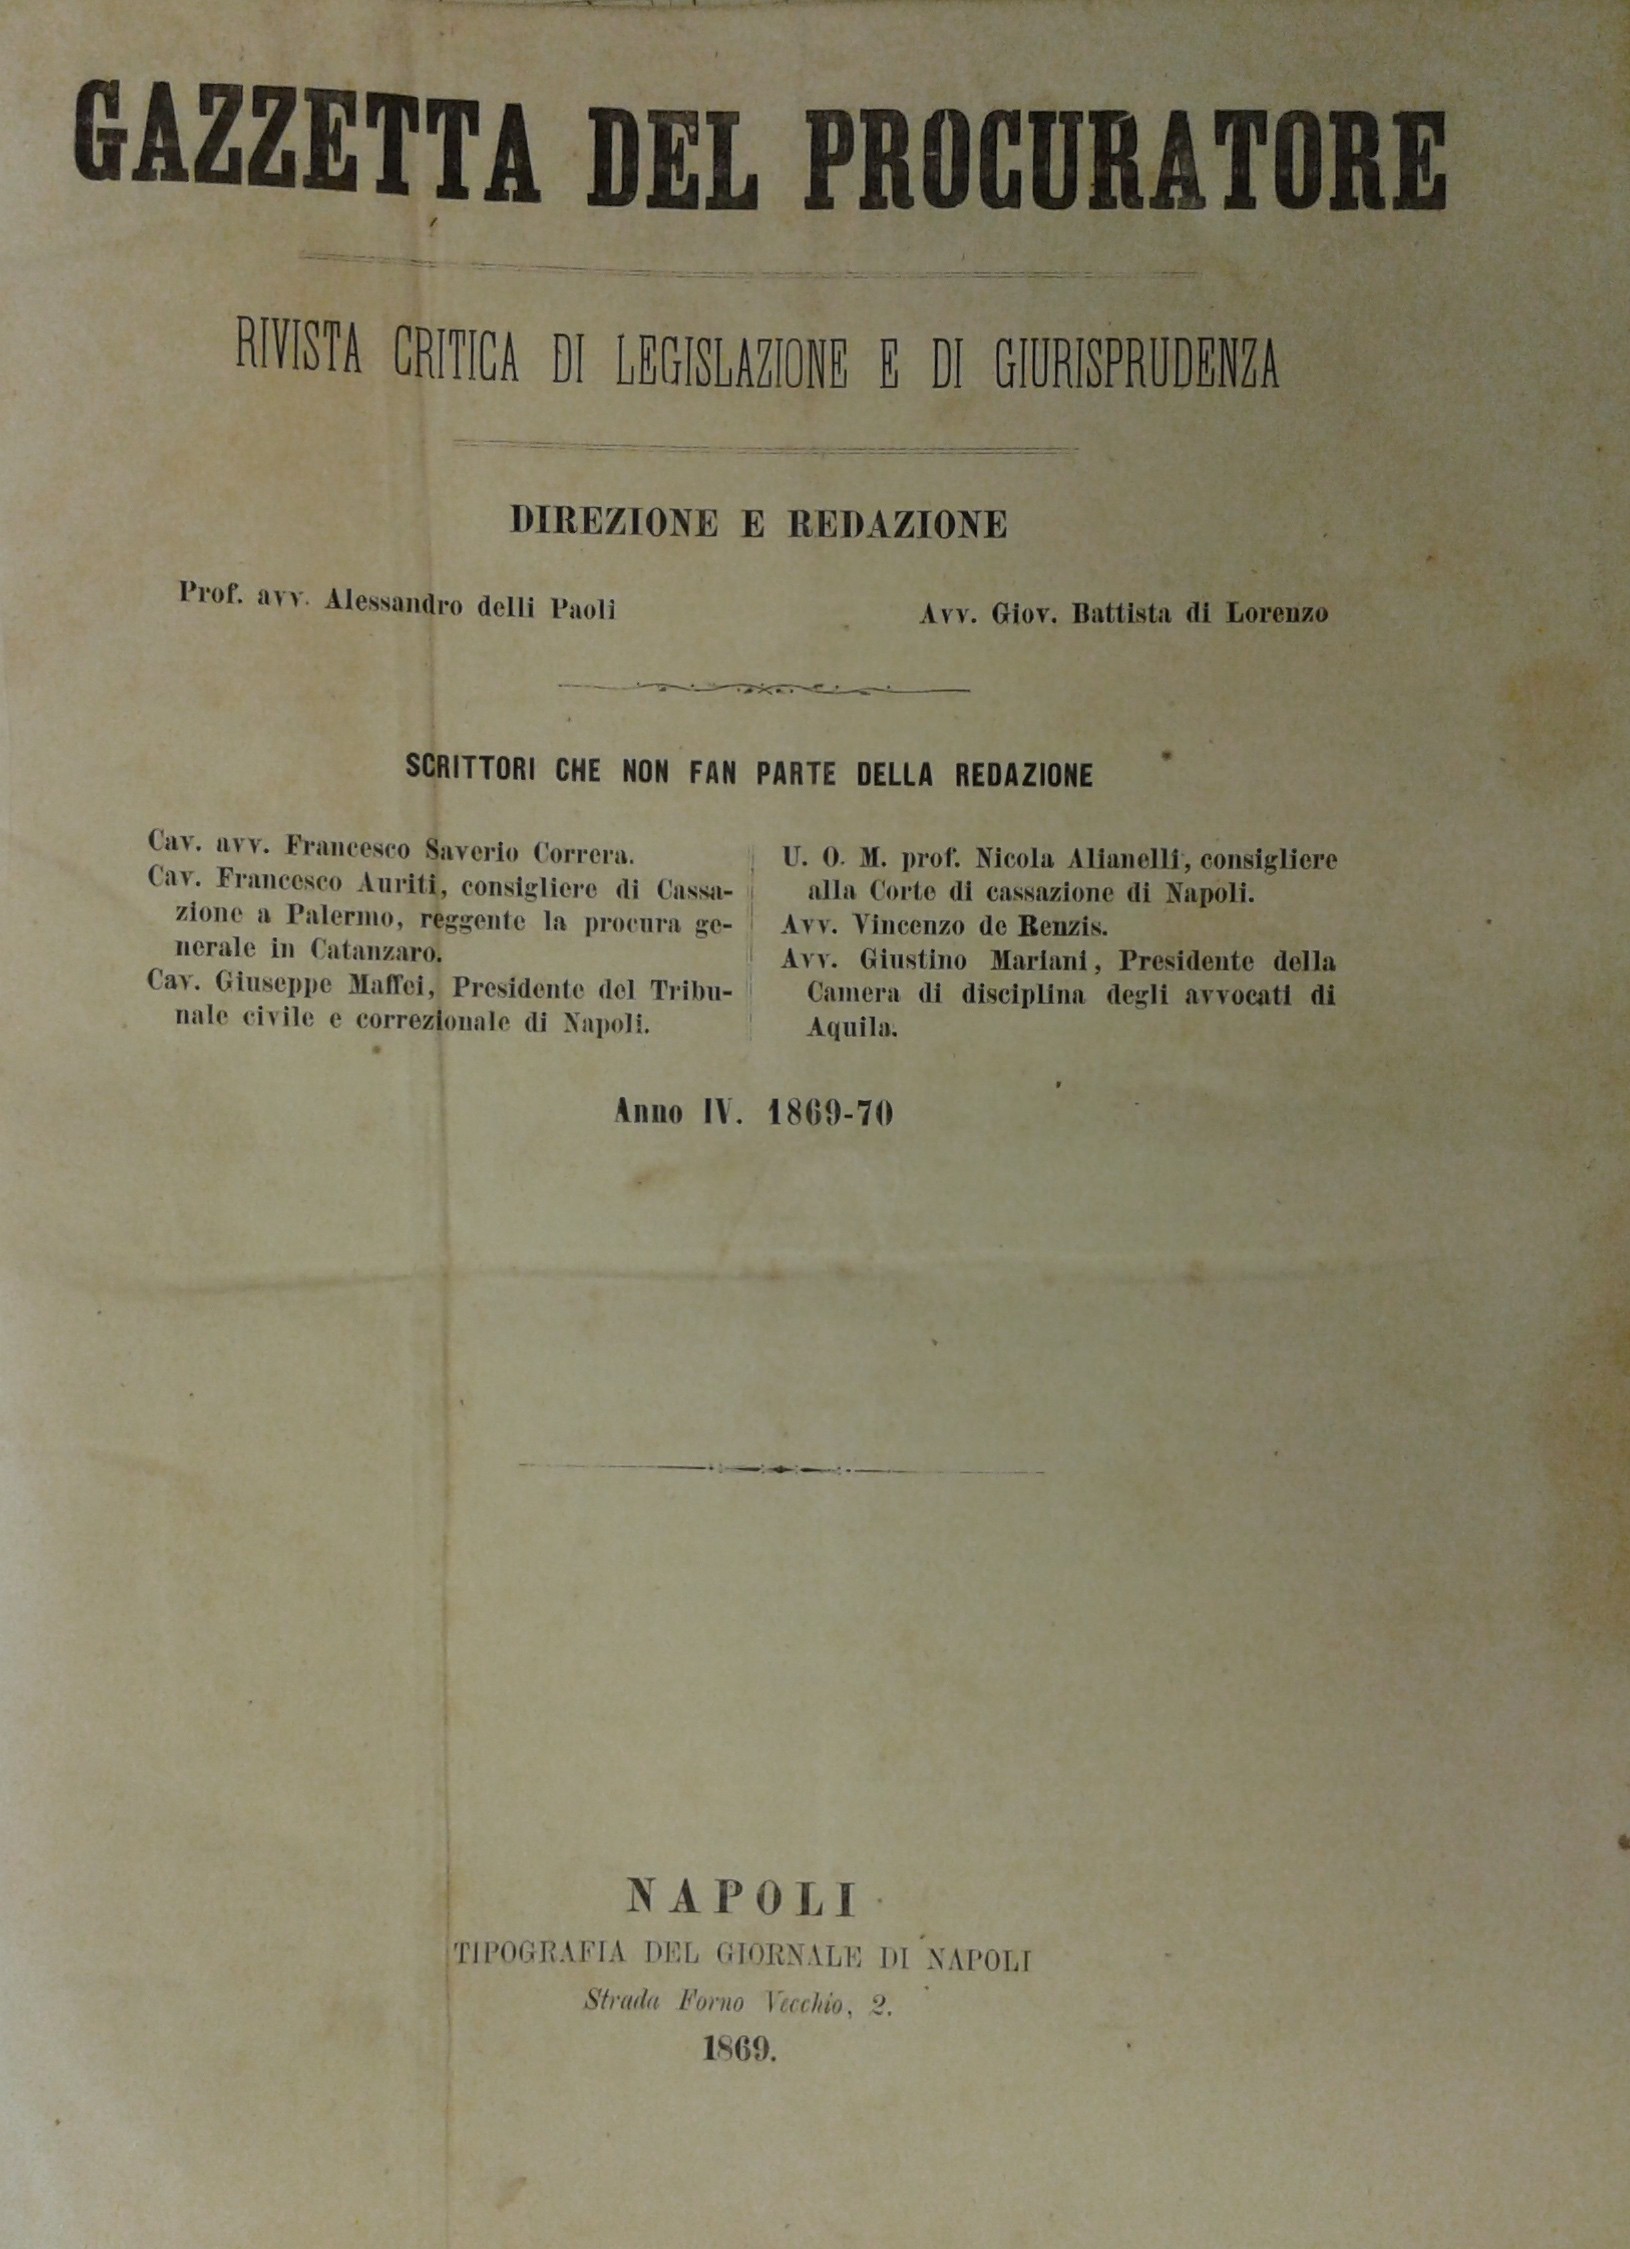 GAZZETTA DEL PROCURATORE
RIVISTA CRITICA DI LEGISLAZIONE E DI GIURISPRUDENZA
DIREZIONE E REDAZIONE
Prof. avv. Alessandro delli Paoli
Avv. Giov. Battista di Lorenzo
SCRITTORI CHE NON FAN PARTE DELLA REDAZIONE
Cav. avv. Francesco Saverio Correra.
Cav. Francesco Auriti, consigliere di Cassa-
zione a Palermo, reggente la procura ge-
nerale in Catanzaro.
Cav. Giuseppe Maffei, Presidente del Tribu-
nale civile e correzionale di Napoli.
U. O. M. prof. Nicola Alianelli, consigliere
alla Corte di cassazione di Napoli.
Avv. Vincenzo de Renzis.
Avv. Giustino Mariani, Presidente della
Camera di disciplina degli avvocati di
Aquila.
Anno IV. 1869-70
NAPOLI
TIPOGRAFIA DEL GIORNALE DI NAPOLI
Strada Forno Vecchio, 2.
1869.